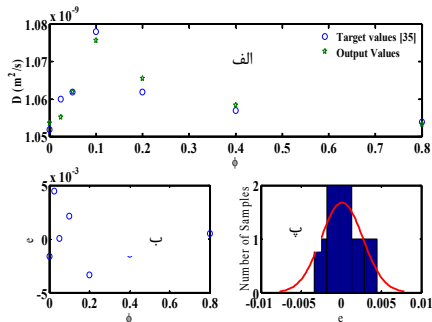 1.08 × 10⁻⁹
1.07
1.06
1.05
D (m²/s)
الف
Target values [35]
Output Values
0 0.1 0.2 0.3 0.4 0.5 0.6 0.7 0.8
ϕ
5 × 10⁻³
0
-5
e
ب
0 0.2 0.4 0.6 0.8
ϕ
2
1
0
Number of Samples
پ
-0.01 -0.005 0 0.005 0.01
e